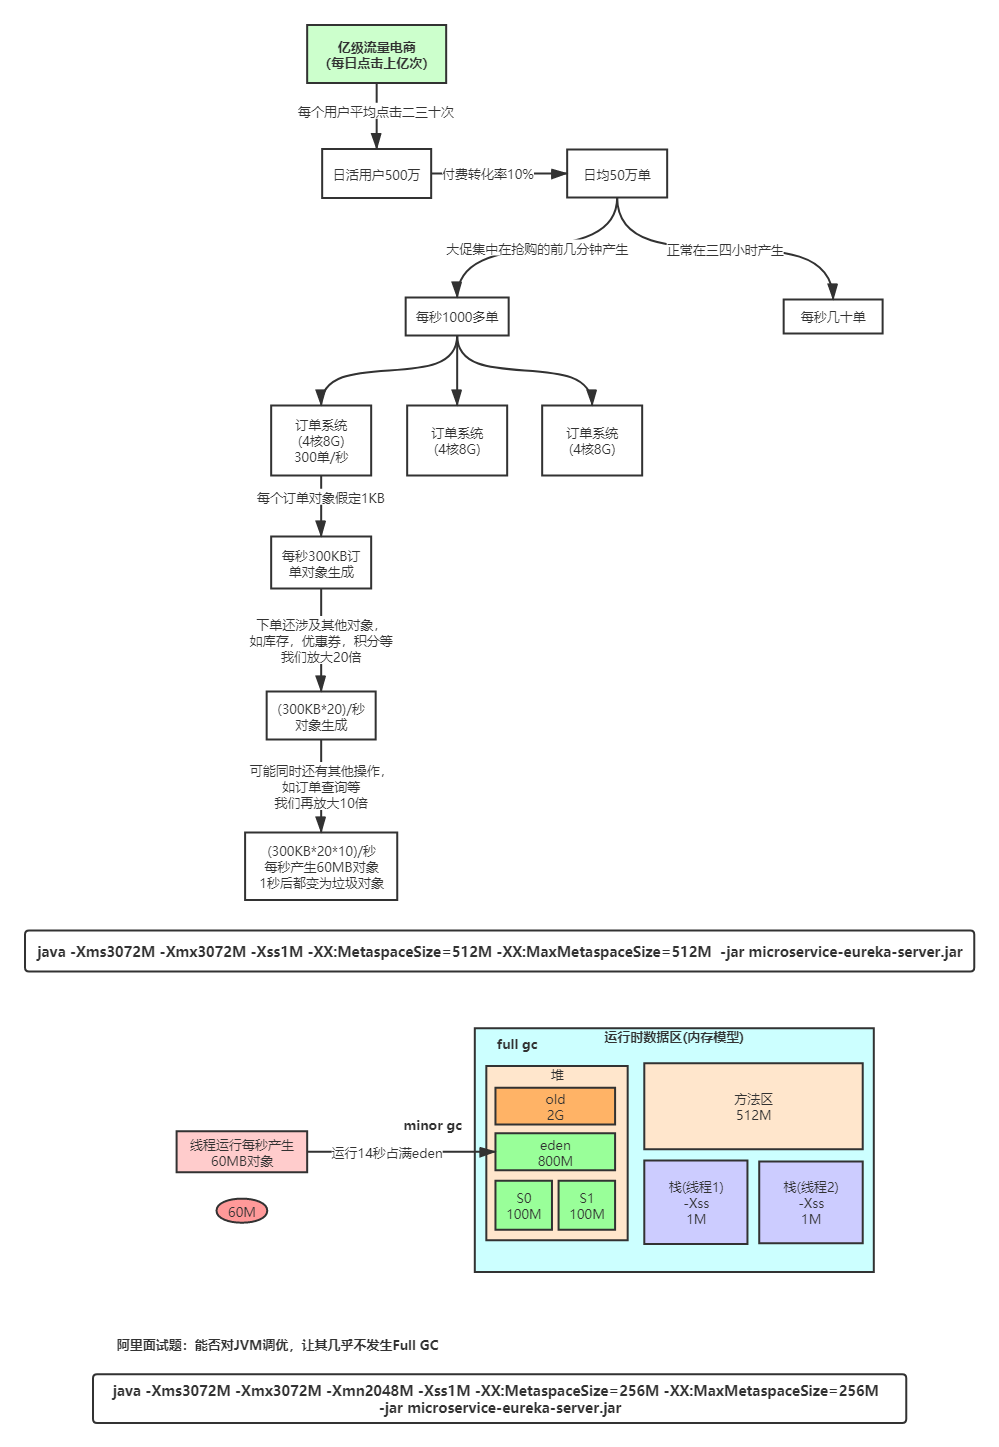 亿级流量电商
(每日点击上亿次)
每个用户平均点击二三十次
日活用户500万
付费转化率10%
日均50万单
大促集中在抢购的前几分钟产生
正常在三四小时产生
每秒1000多单
每秒几十单
订单系统
(4核8G)
300单/秒
订单系统
(4核8G)
订单系统
(4核8G)
每个订单对象假定1KB
每秒300KB订
单对象生成
下单还涉及其他对象，
如库存，优惠券，积分等
我们放大20倍
(300KB*20)/秒
对象生成
可能同时还有其他操作，
如订单查询等
我们再放大10倍
(300KB*20*10)/秒
每秒产生60MB对象
1秒后都变为垃圾对象
java -Xms3072M -Xmx3072M -Xss1M -XX:MetaspaceSize=512M -XX:MaxMetaspaceSize=512M -jar microservice-eureka-server.jar
运行时数据区(内存模型)
full gc
堆
old
2G
minor gc
eden
800M
S0
100M
S1
100M
方法区
512M
栈(线程1)
-Xss
1M
栈(线程2)
-Xss
1M
线程运行每秒产生
60MB对象
运行14秒占满eden
60M
阿里面试题：能否对JVM调优，让其几乎不发生Full GC
java -Xms3072M -Xmx3072M -Xmn2048M -Xss1M -XX:MetaspaceSize=256M -XX:MaxMetaspaceSize=256M
-jar microservice-eureka-server.jar